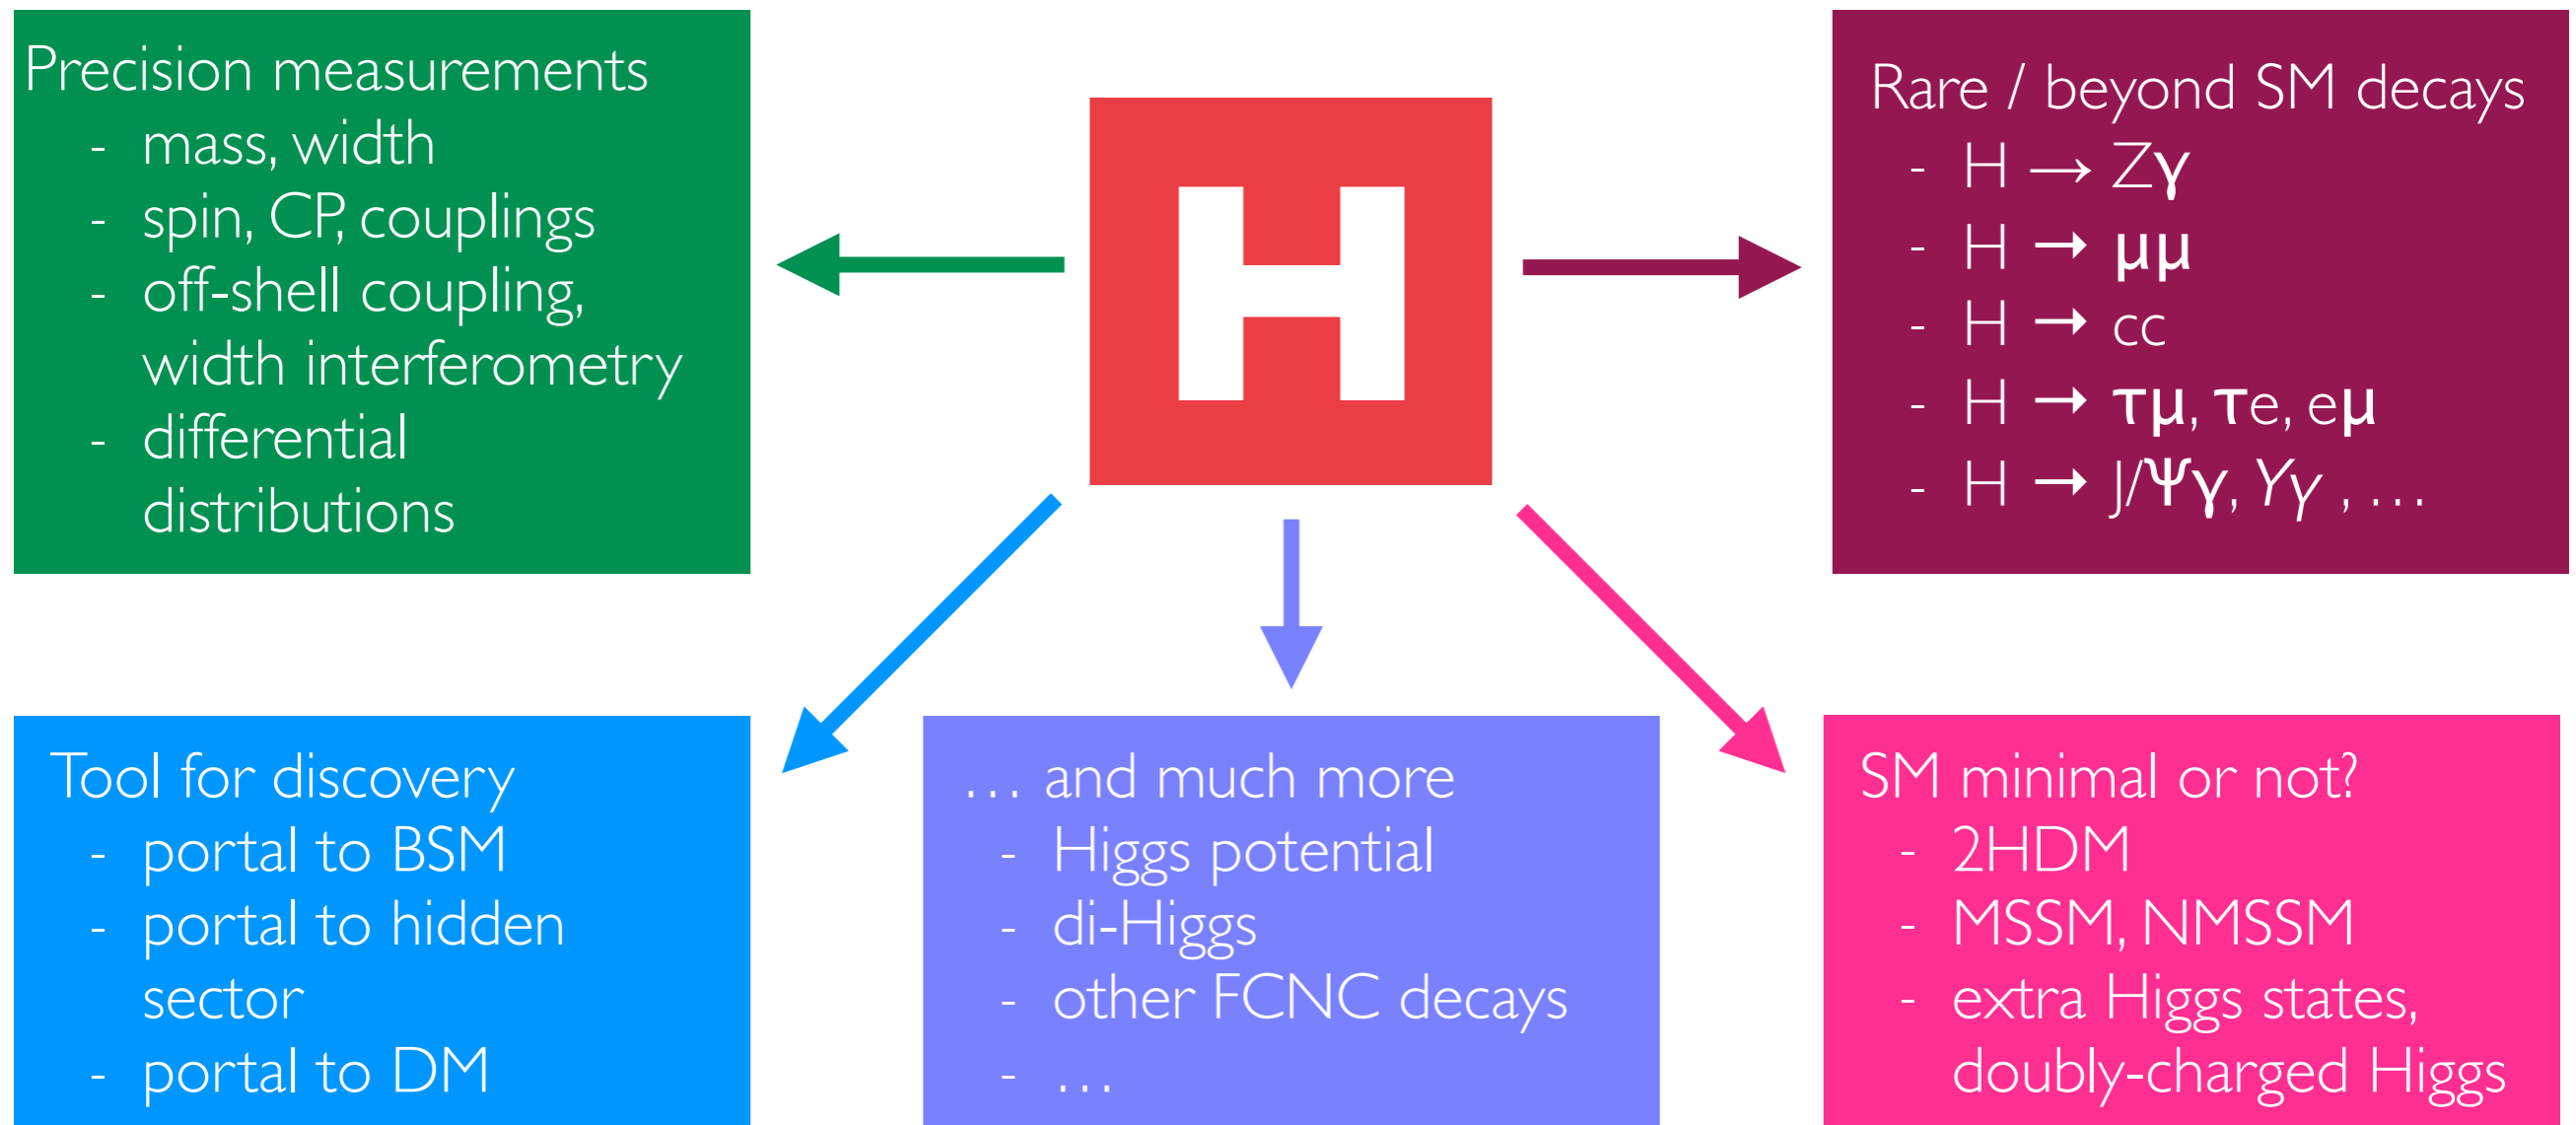 Precision measurements
- mass, width
- spin, CP, couplings
- off-shell coupling,
width interferometry
- differential
distributions
H
Rare / beyond SM decays
- H → Zγ
- H → μμ
- H → cc
- H → τμ, τe, eμ
- H → J/Ψγ, Yγ , ...
Tool for discovery
- portal to BSM
- portal to hidden
sector
- portal to DM
... and much more
- Higgs potential
- di-Higgs
- other FCNC decays
- ...
SM minimal or not?
- 2HDM
- MSSM, NMSSM
- extra Higgs states,
doubly-charged Higgs